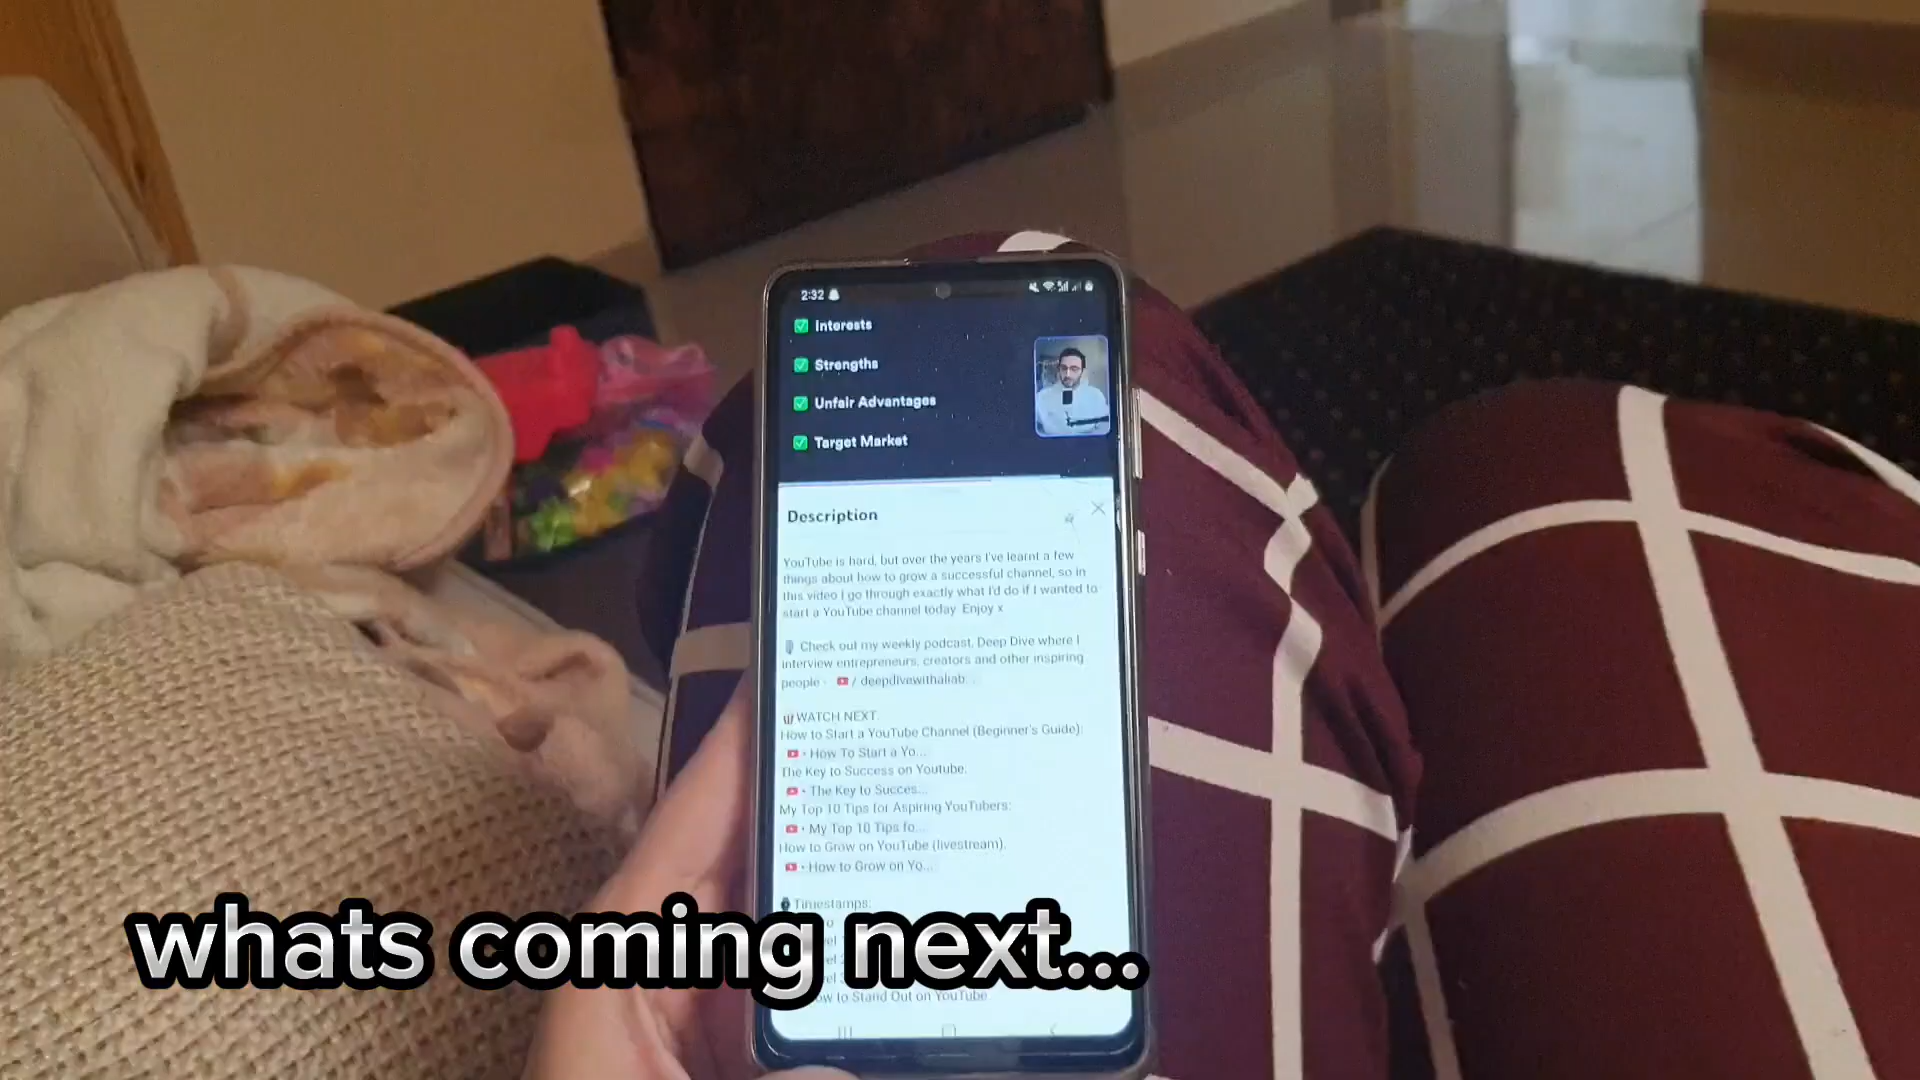 2:32
Interests
Strengths
Unfair Advantages
Target Market
Description
YouTube is hard, but over the years I've learnt a few
things about how to grow a successful channel, so in
this video I go through exactly what I'd do if I wanted to
start a YouTube channel today. Enjoy x
Check out my weekly podcast, Deep Dive where I
interview entrepreneurs, creators and other inspiring
people - / deepdivewithaliab...
WATCH NEXT:
How to Start a YouTube Channel (Beginner's Guide):
• How To Start a Yo...
The Key to Success on Youtube.
• The Key to Succes...
My Top 10 Tips for Aspiring YouTubers:
• My Top 10 Tips fo...
How to Grow on YouTube (livestream).
• How to Grow on Yo...
Timestamps:
whats coming next...
to Stand Out on YouTube